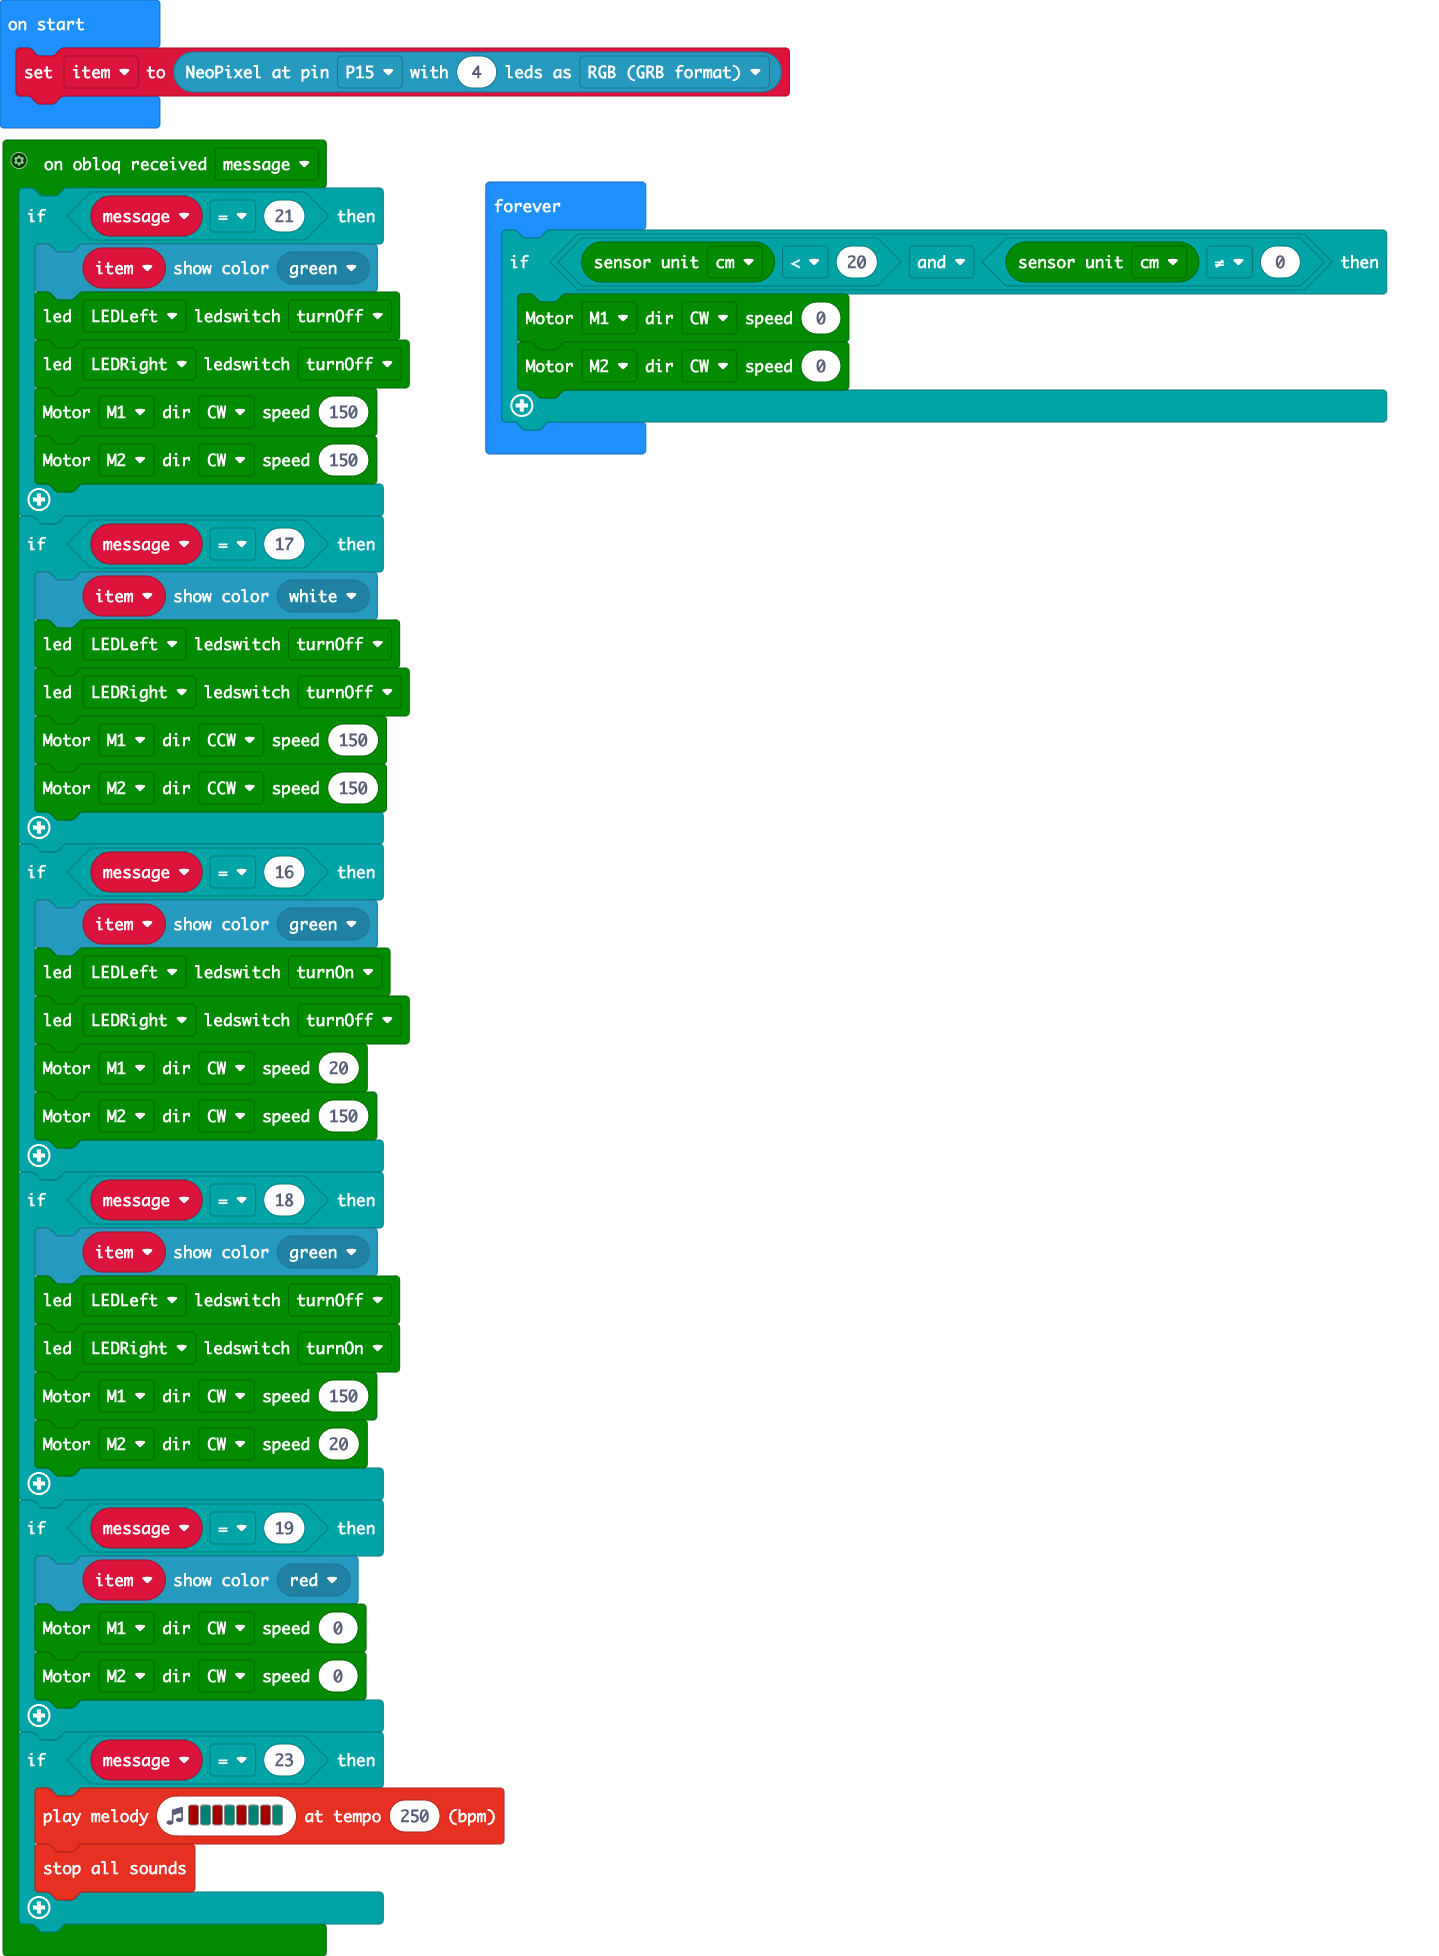 on start
set item to NeoPixel at pin P15 with 4 leds as RGB (GRB format)
on obloq received message
if message = 21 then
item show color green
led LEDLeft ledswitch turnOff
led LEDRight ledswitch turnOff
Motor M1 dir CW speed 150
Motor M2 dir CW speed 150
if message = 17 then
item show color white
led LEDLeft ledswitch turnOff
led LEDRight ledswitch turnOff
Motor M1 dir CCW speed 150
Motor M2 dir CCW speed 150
if message = 16 then
item show color green
led LEDLeft ledswitch turnOn
led LEDRight ledswitch turnOff
Motor M1 dir CW speed 20
Motor M2 dir CW speed 150
if message = 18 then
item show color green
led LEDLeft ledswitch turnOff
led LEDRight ledswitch turnOn
Motor M1 dir CW speed 150
Motor M2 dir CW speed 20
if message = 19 then
item show color red
Motor M1 dir CW speed 0
Motor M2 dir CW speed 0
if message = 23 then
play melody at tempo 250 (bpm)
stop all sounds
forever
if sensor unit cm < 20 and sensor unit cm ≠ 0 then
Motor M1 dir CW speed 0
Motor M2 dir CW speed 0